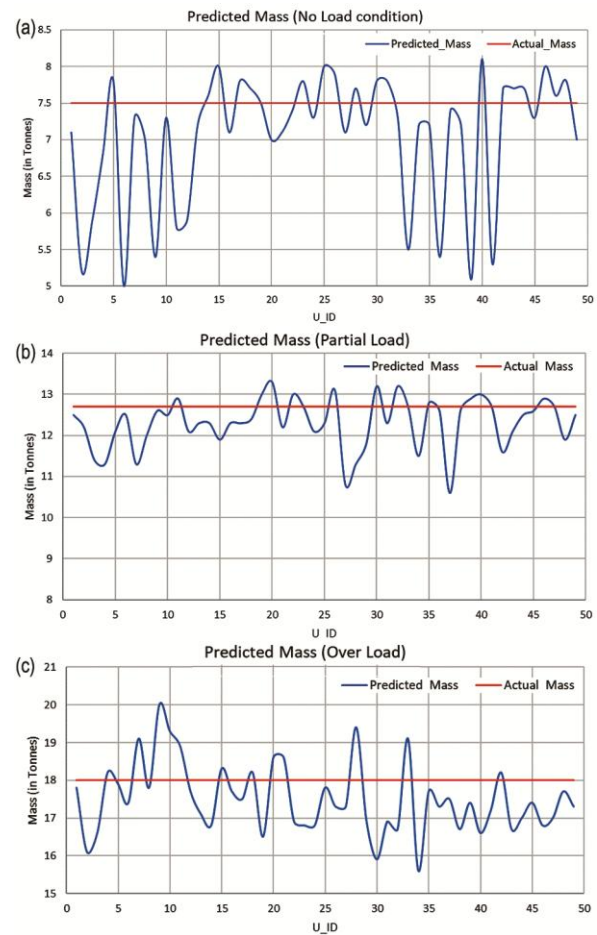 (a)
Predicted Mass (No Load condition)
Predicted_Mass Actual_Mass
Mass (in Tonnes)
8.5
8
7.5
7
6.5
6
5.5
5
0 5 10 15 20 25 30 35 40 45 50
U_ID
(b)
Predicted Mass (Partial Load)
Predicted Mass Actual Mass
Mass (in Tonnes)
14
13
12
11
10
9
8
0 5 10 15 20 25 30 35 40 45 50
U_ID
(c)
Predicted Mass (Over Load)
Predicted Mass Actual Mass
Mass (in Tonnes)
21
20
19
18
17
16
15
0 5 10 15 20 25 30 35 40 45 50
U_ID